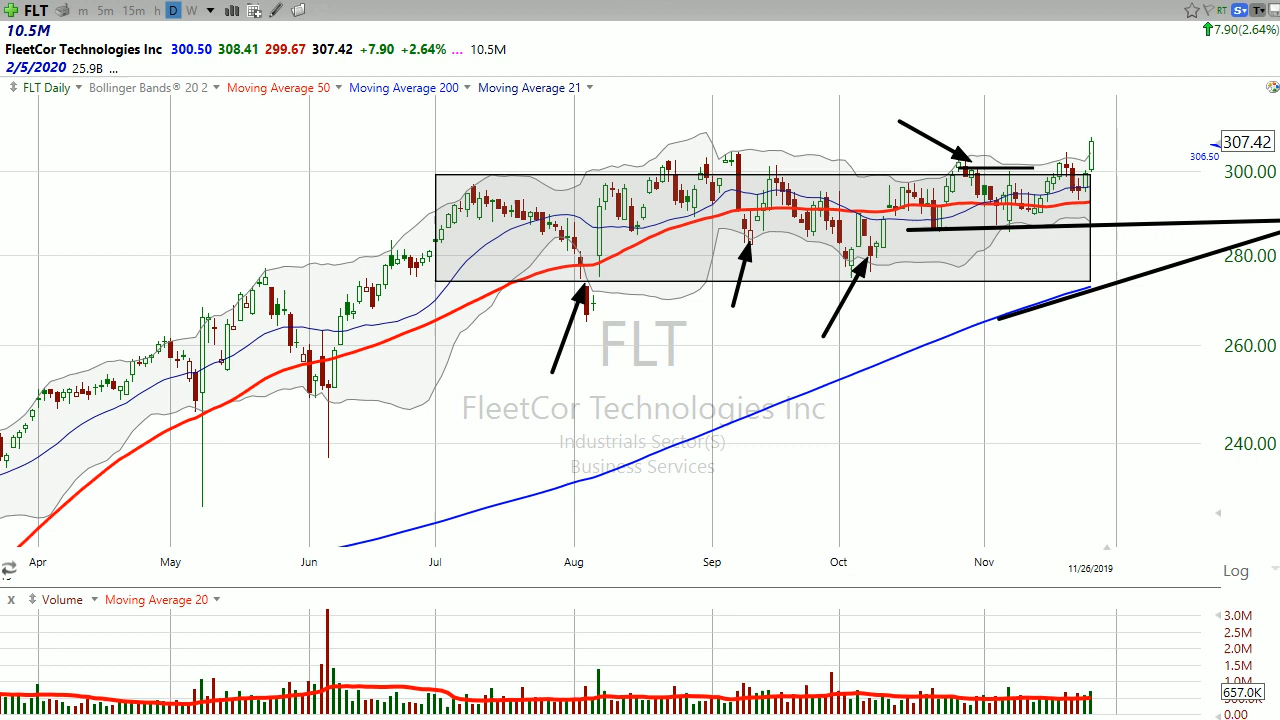 FLT m 5m 15m h D W RT S T
10.5M 7.90(2.64%)
FleetCor Technologies Inc 300.50 308.41 299.67 307.42 +7.90 +2.64% ... 10.5M
2/5/2020 25.9B ...
FLT Daily Bollinger Bands® 20 2 Moving Average 50 Moving Average 200 Moving Average 21
307.42
306.50
300.00
280.00
260.00
240.00
FLT
FleetCor Technologies Inc
Industrials Sector(S)
Business Services
Apr May Jun Jul Aug Sep Oct Nov
11/26/2019
Log
X Volume Moving Average 20
3.0M
2.5M
2.0M
1.5M
1.0M
657.0K
0.00